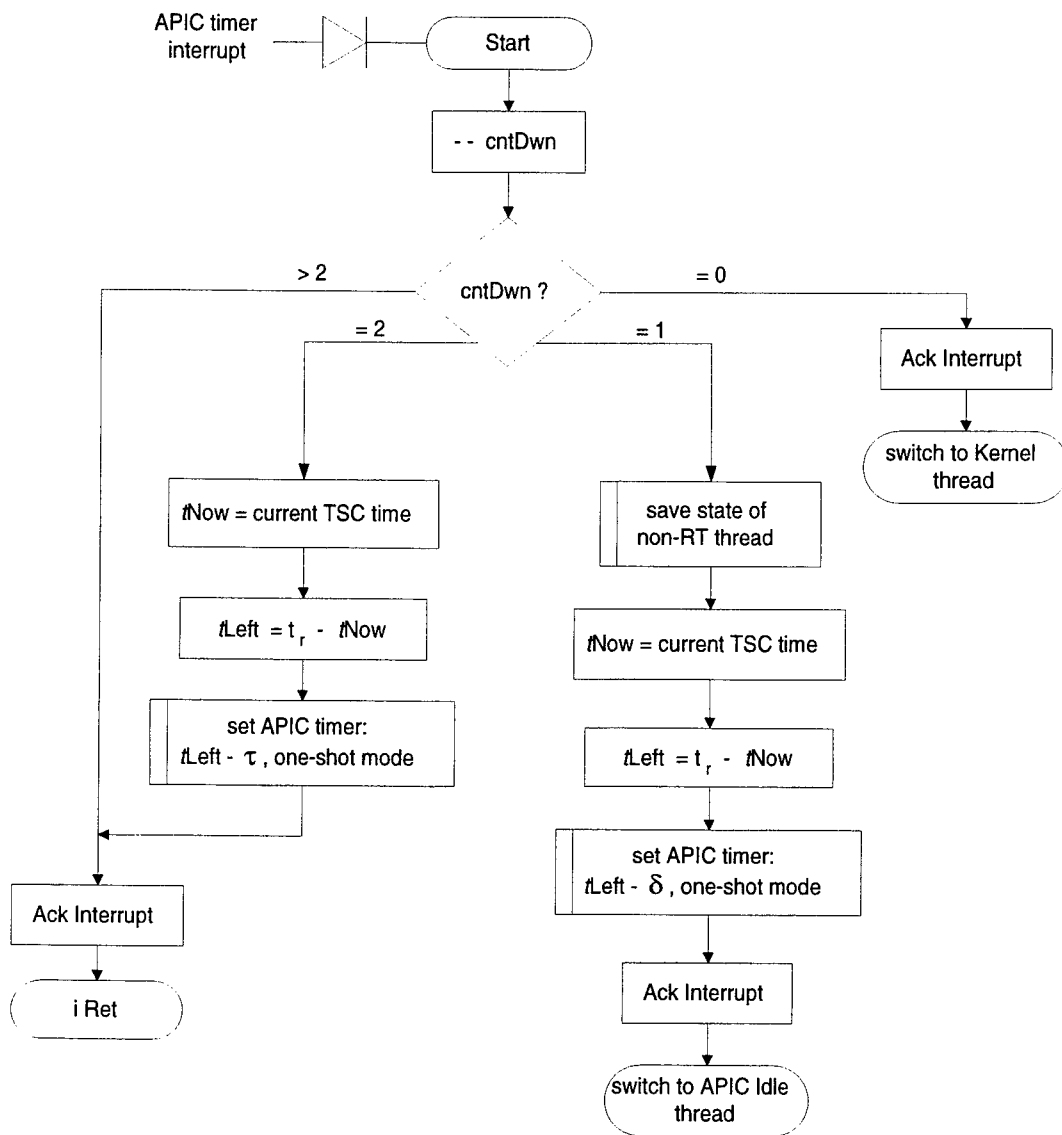 APIC timer
interrupt
Start
- - cntDwn
cntDwn ?
> 2
= 0
= 2
= 1
Ack Interrupt
switch to Kernel
thread
tNow = current TSC time
tLeft = t r - tNow
set APIC timer:
tLeft - τ , one-shot mode
Ack Interrupt
i Ret
save state of
non-RT thread
tNow = current TSC time
tLeft = t r - tNow
set APIC timer:
tLeft - δ , one-shot mode
Ack Interrupt
switch to APIC Idle
thread